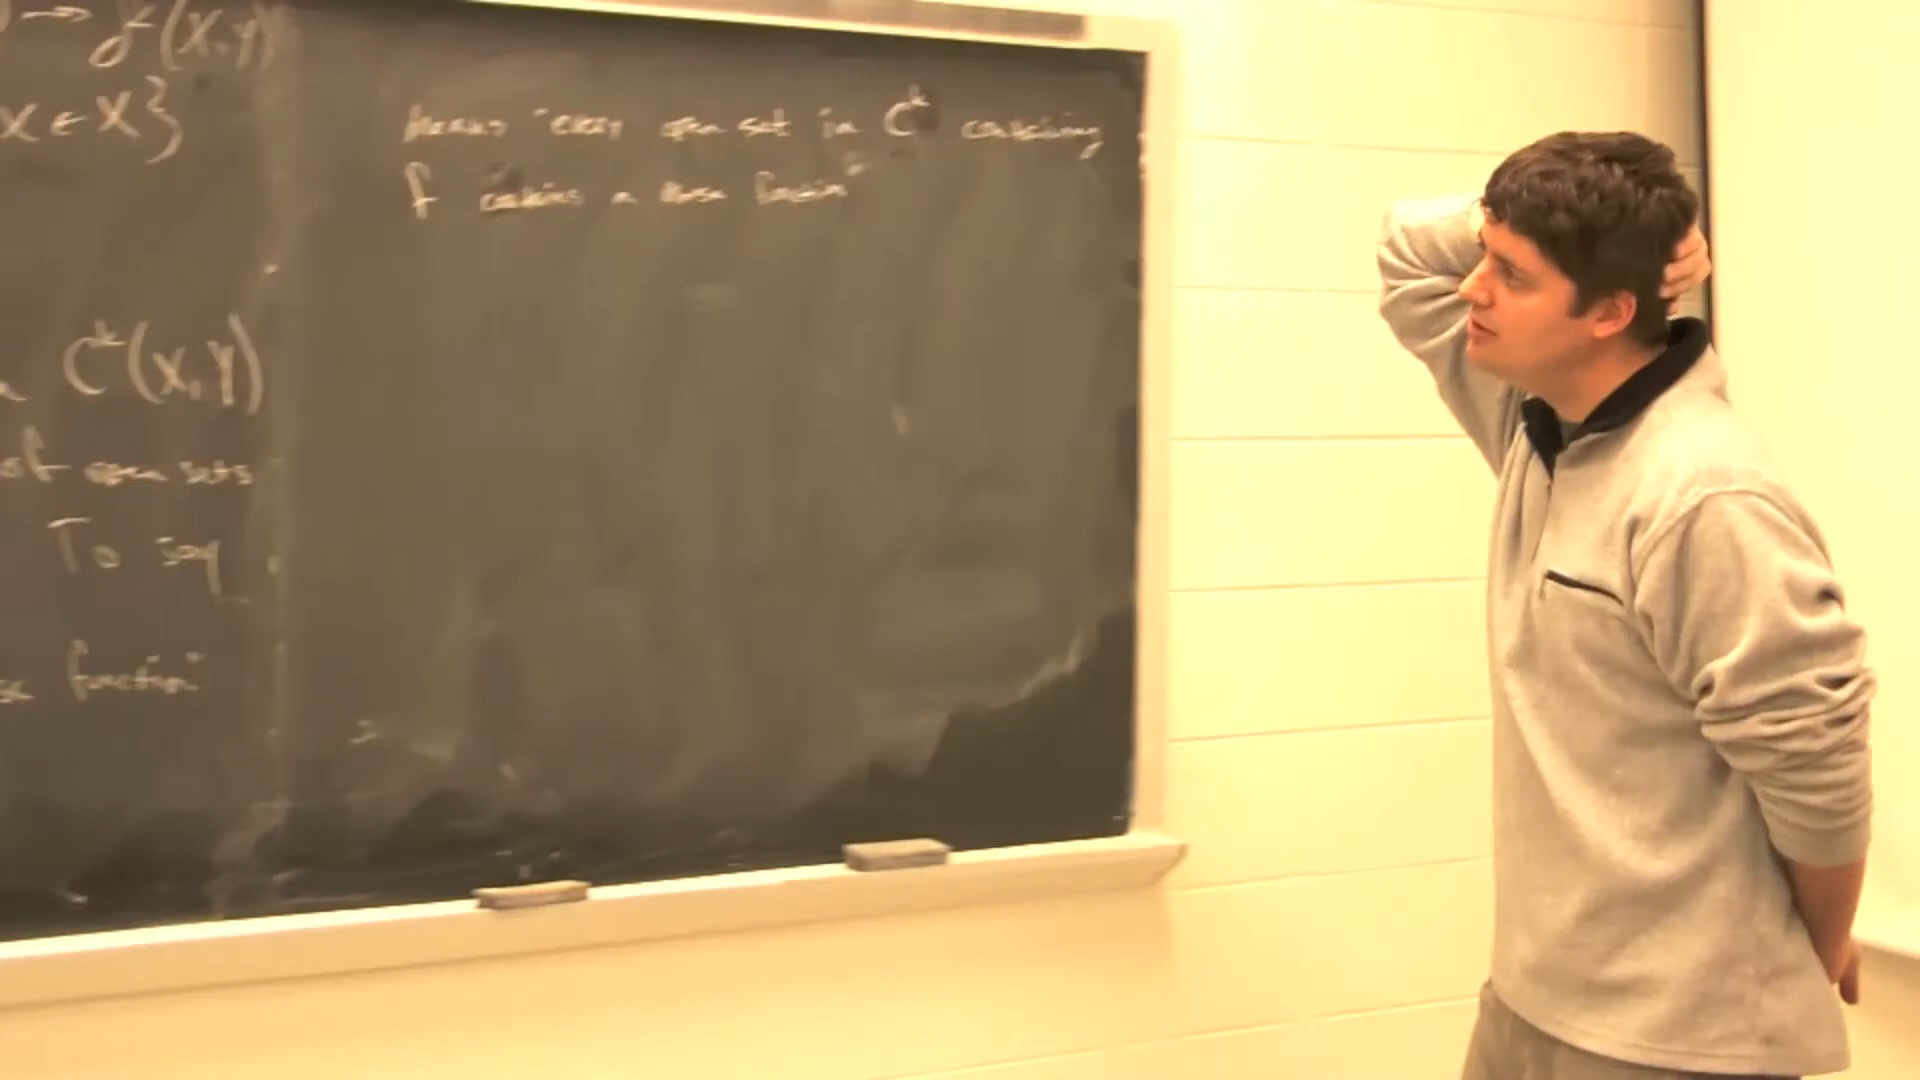 → J(X,Y)
x ∈ X}
C^k(X,Y)
of open sets
To say
function"
means "every open set in C^k containing
f contains a Morse function"